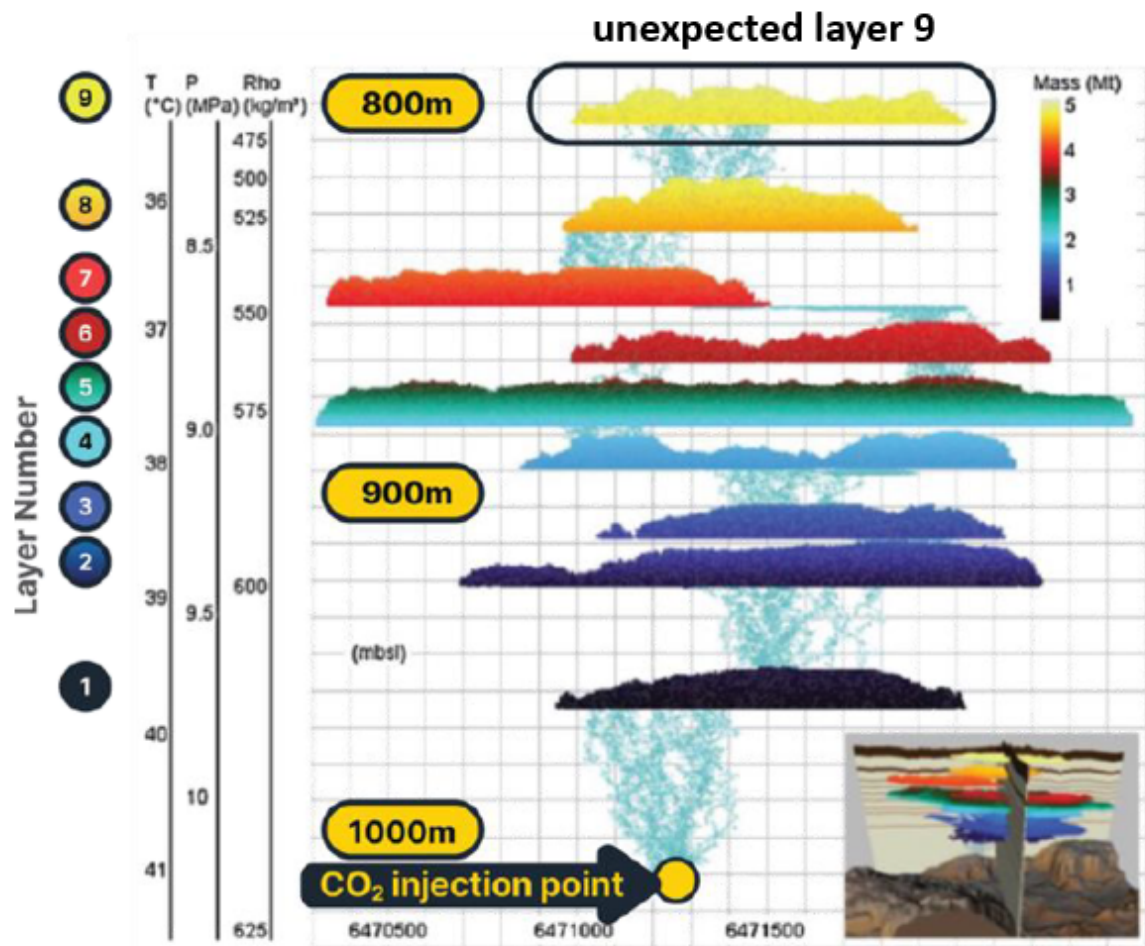 unexpected layer 9
T P Rho
(°C) (MPa) (kg/m³)
Mass (Mt)
9
800m
5
475
4
8
36
500
525
3
8.5
2
7
550
1
6
37
5
575
9.0
4
38
900m
3
2
600
39
9.5
(mbsl)
1
40
10
1000m
41
CO₂ injection point
625
6470500 6471000 6471500
Layer Number